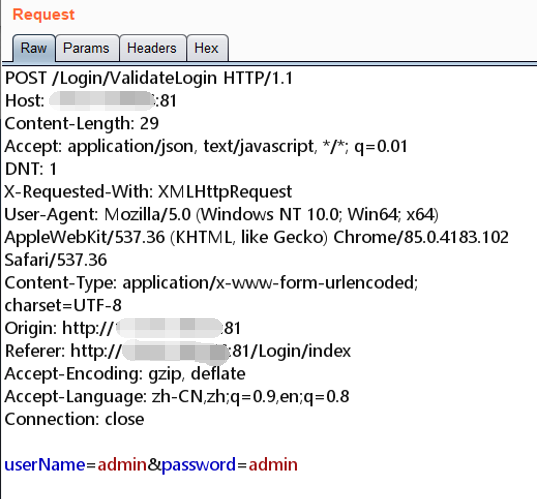 Request
Raw Params Headers Hex
POST /Login/ValidateLogin HTTP/1.1
Host: :81
Content-Length: 29
Accept: application/json, text/javascript, */*; q=0.01
DNT: 1
X-Requested-With: XMLHttpRequest
User-Agent: Mozilla/5.0 (Windows NT 10.0; Win64; x64)
AppleWebKit/537.36 (KHTML, like Gecko) Chrome/85.0.4183.102
Safari/537.36
Content-Type: application/x-www-form-urlencoded;
charset=UTF-8
Origin: http:// :81
Referer: http:// :81/Login/index
Accept-Encoding: gzip, deflate
Accept-Language: zh-CN,zh;q=0.9,en;q=0.8
Connection: close
userName=admin&password=admin